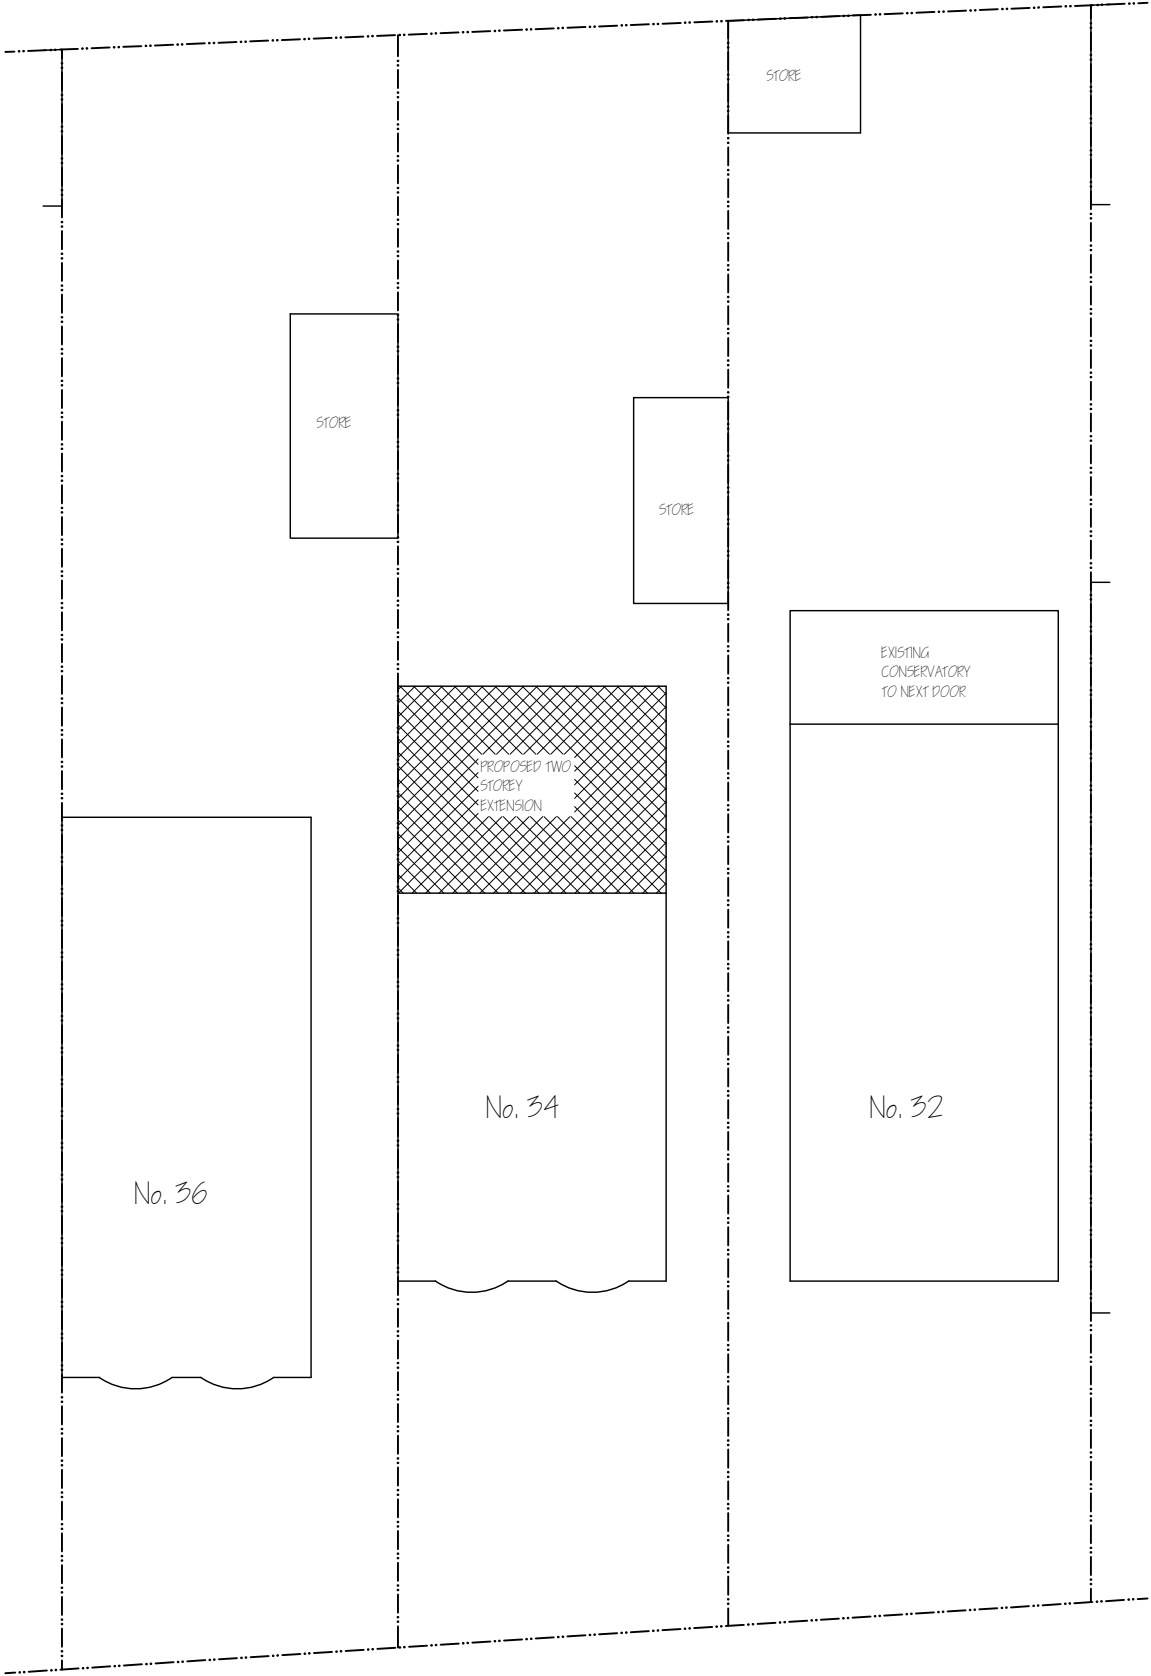 STORE
STORE
STORE
EXISTING
CONSERVATORY
TO NEXT DOOR
PROPOSED TWO
STOREY
EXTENSION
No. 34
No. 32
No. 36